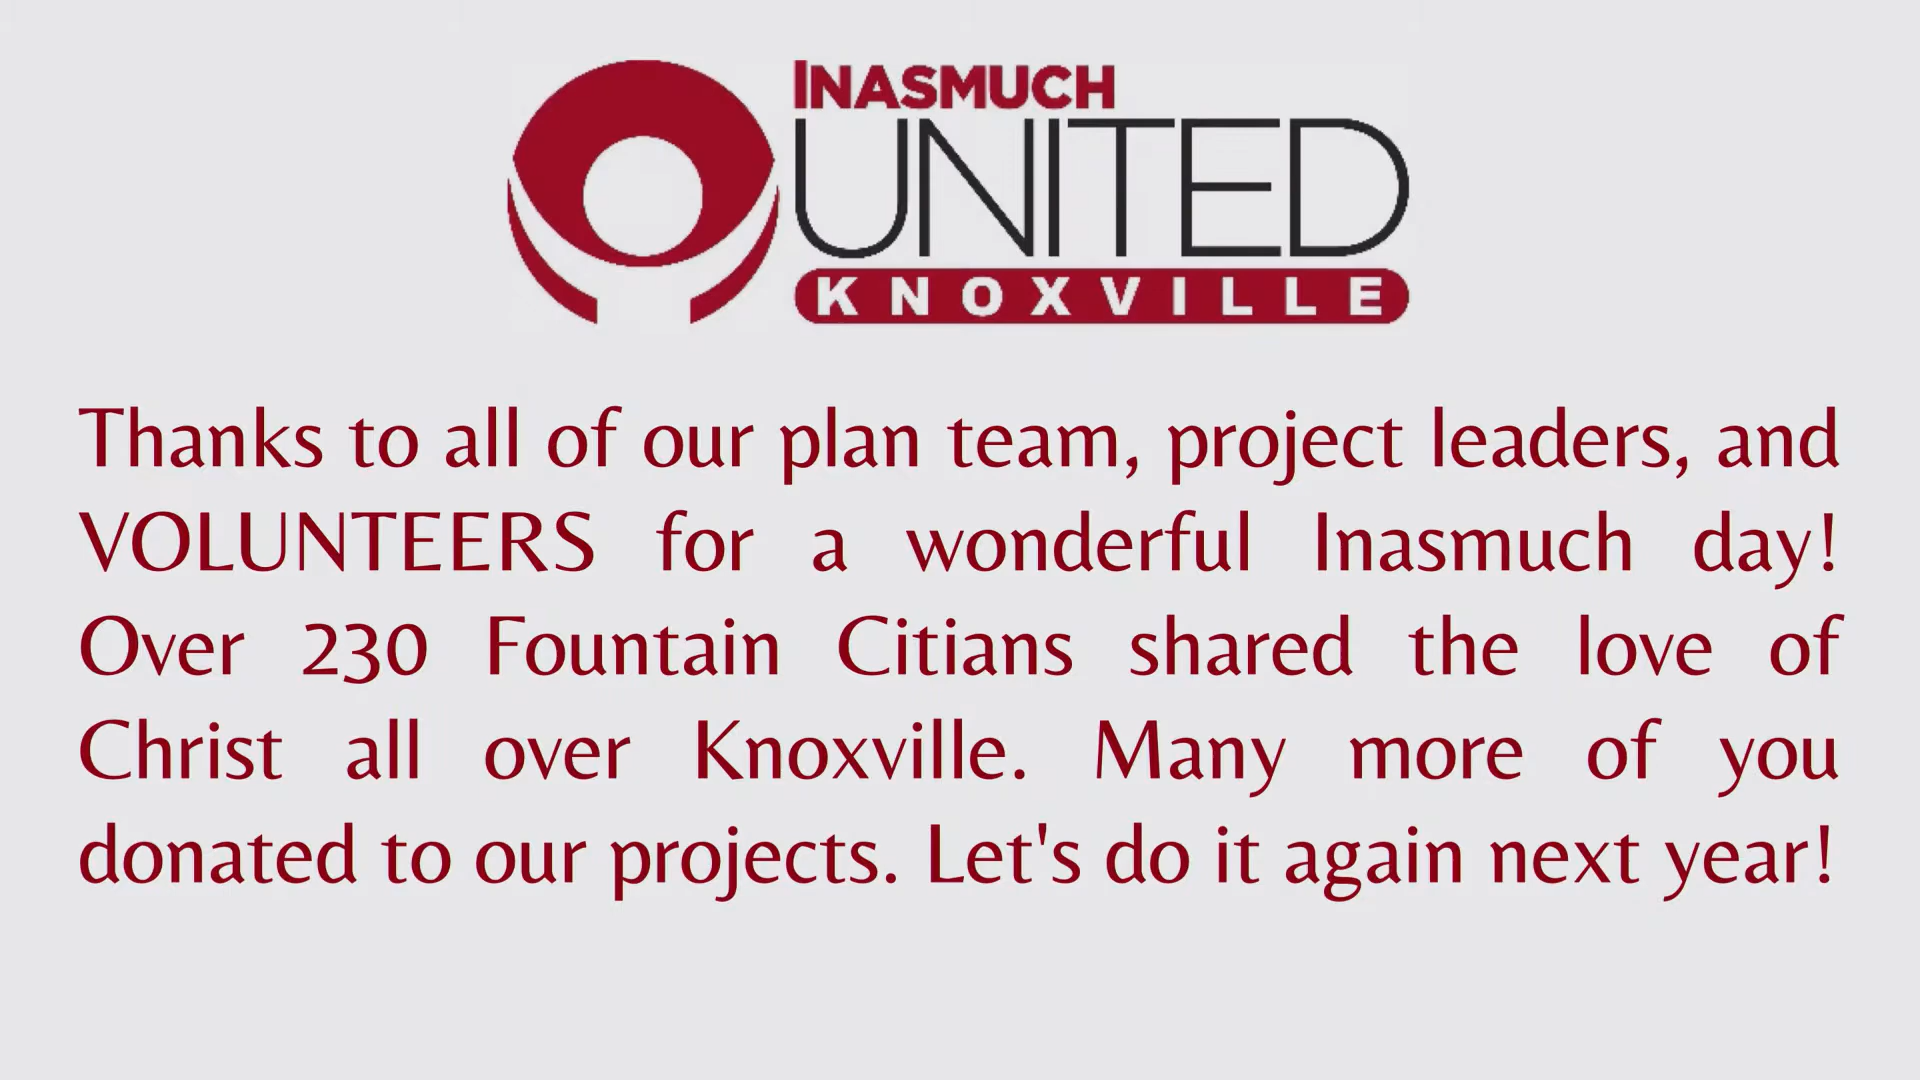 INASMUCH
UNITED
KNOXVILLE
Thanks to all of our plan team, project leaders, and
VOLUNTEERS for a wonderful Inasmuch day!
Over 230 Fountain Citians shared the love of
Christ all over Knoxville. Many more of you
donated to our projects. Let's do it again next year!